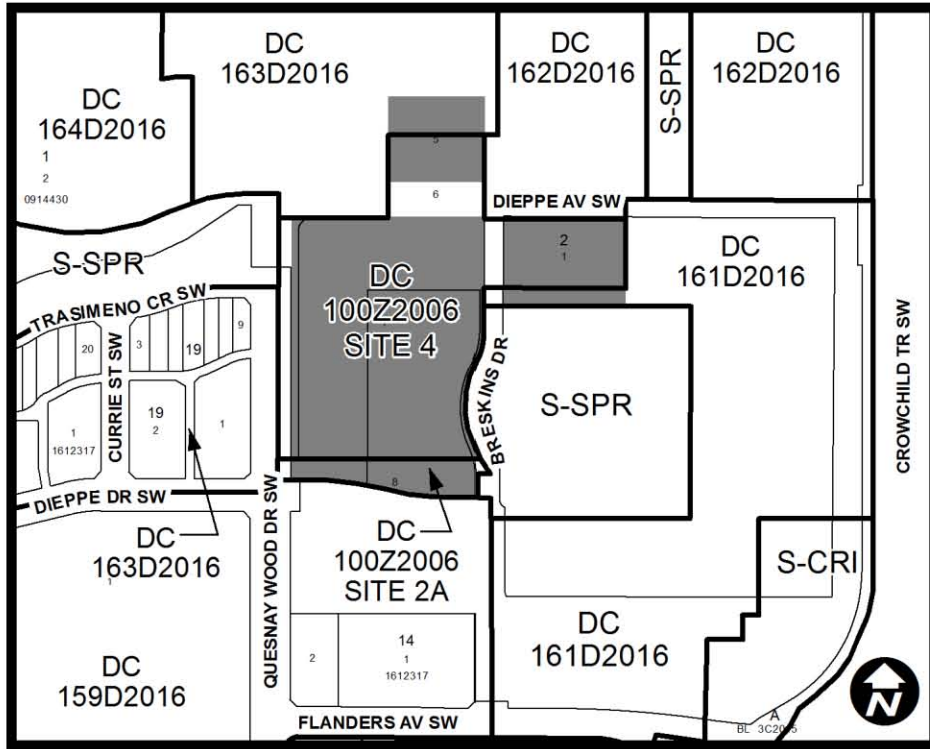 DC
163D2016
DC
162D2016
S-SPR
DC
162D2016
DC
164D2016
1
2
0914430
5
6
DIEPPE AV SW
2
1
S-SPR
DC
100Z2006
SITE 4
DC
161D2016
TRASIMENO CR SW
20
CURRIE ST SW
3
19
9
BRESKINS DR
S-SPR
CROWCHILD TR SW
1
1612317
19
2
1
DIEPPE DR SW
8
DC
163D2016
1
QUESNAY WOOD DR SW
DC
100Z2006
SITE 2A
S-CRI
DC
159D2016
2
14
1
1612317
DC
161D2016
FLANDERS AV SW
A
N